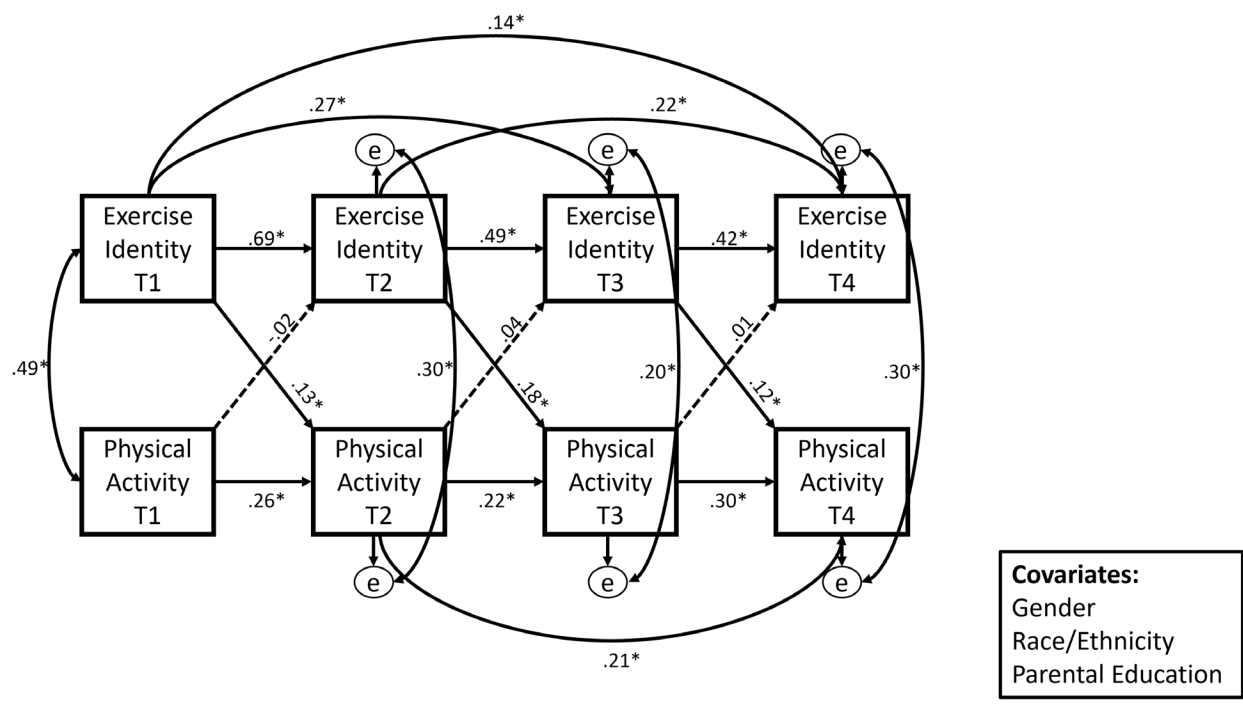 .14*
.27*
.22*
e
e
e
Exercise
Identity
T1
Exercise
Identity
T2
Exercise
Identity
T3
Exercise
Identity
T4
.69*
.49*
.42*
-.02
.04
.01
.49*
.13*
.30*
.18*
.20*
.12*
.30*
Physical
Activity
T1
Physical
Activity
T2
Physical
Activity
T3
Physical
Activity
T4
.26*
.22*
.30*
e
e
e
.21*
Covariates:
Gender
Race/Ethnicity
Parental Education